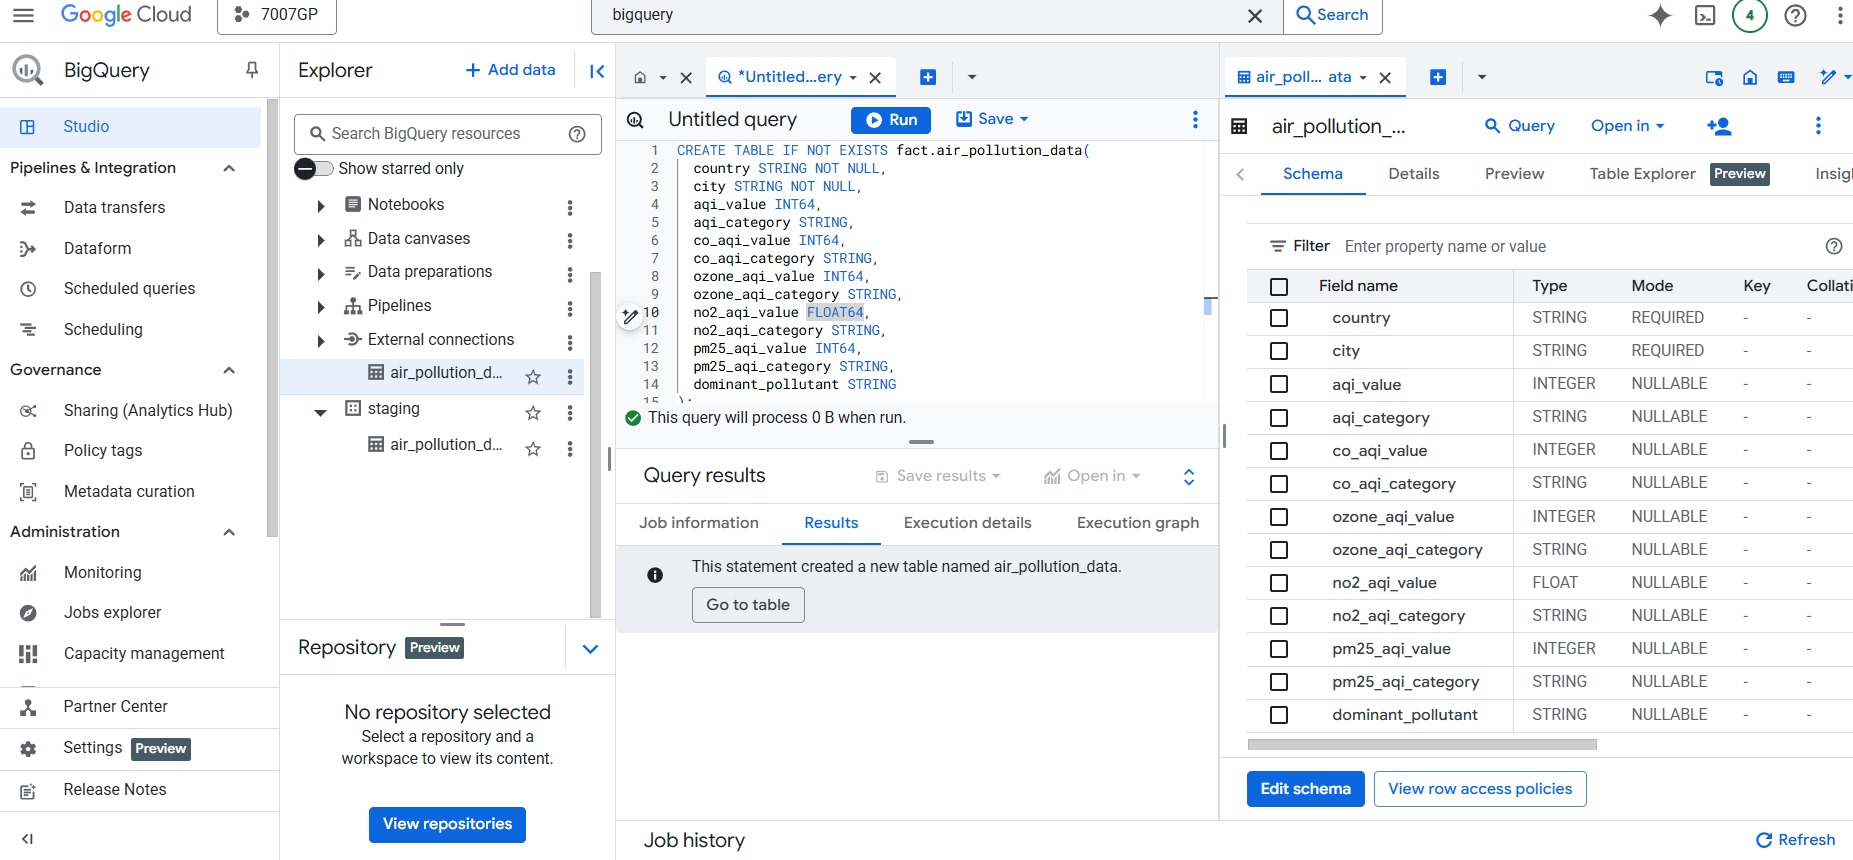 Google Cloud
7007GP
bigquery
Search
4
BigQuery
Studio
Pipelines & Integration
Data transfers
Dataform
Scheduled queries
Scheduling
Governance
Sharing (Analytics Hub)
Policy tags
Metadata curation
Administration
Monitoring
Jobs explorer
Capacity management
Partner Center
Settings Preview
Release Notes
Explorer
Add data
Search BigQuery resources
Show starred only
Notebooks
Data canvases
Data preparations
Pipelines
External connections
air_pollution_d...
staging
air_pollution_d...
Repository Preview
No repository selected
Select a repository and a
workspace to view its content.
View repositories
*Untitled...ery
Untitled query
Run
Save
1 CREATE TABLE IF NOT EXISTS fact.air_pollution_data(
2 country STRING NOT NULL,
3 city STRING NOT NULL,
4 aqi_value INT64,
5 aqi_category STRING,
6 co_aqi_value INT64,
7 co_aqi_category STRING,
8 ozone_aqi_value INT64,
9 ozone_aqi_category STRING,
10 no2_aqi_value FLOAT64,
11 no2_aqi_category STRING,
12 pm25_aqi_value INT64,
13 pm25_aqi_category STRING,
14 dominant_pollutant STRING
15 );
This query will process 0 B when run.
Query results
Save results
Open in
Job information Results Execution details Execution graph
This statement created a new table named air_pollution_data.
Go to table
Job history
Refresh
air_poll... ata
air_pollution_...
Query
Open in
Schema Details Preview Table Explorer Preview Insig
Filter Enter property name or value
Field name Type Mode Key Collati
country STRING REQUIRED - -
city STRING REQUIRED - -
aqi_value INTEGER NULLABLE - -
aqi_category STRING NULLABLE - -
co_aqi_value INTEGER NULLABLE - -
co_aqi_category STRING NULLABLE - -
ozone_aqi_value INTEGER NULLABLE - -
ozone_aqi_category STRING NULLABLE - -
no2_aqi_value FLOAT NULLABLE - -
no2_aqi_category STRING NULLABLE - -
pm25_aqi_value INTEGER NULLABLE - -
pm25_aqi_category STRING NULLABLE - -
dominant_pollutant STRING NULLABLE - -
Edit schema
View row access policies